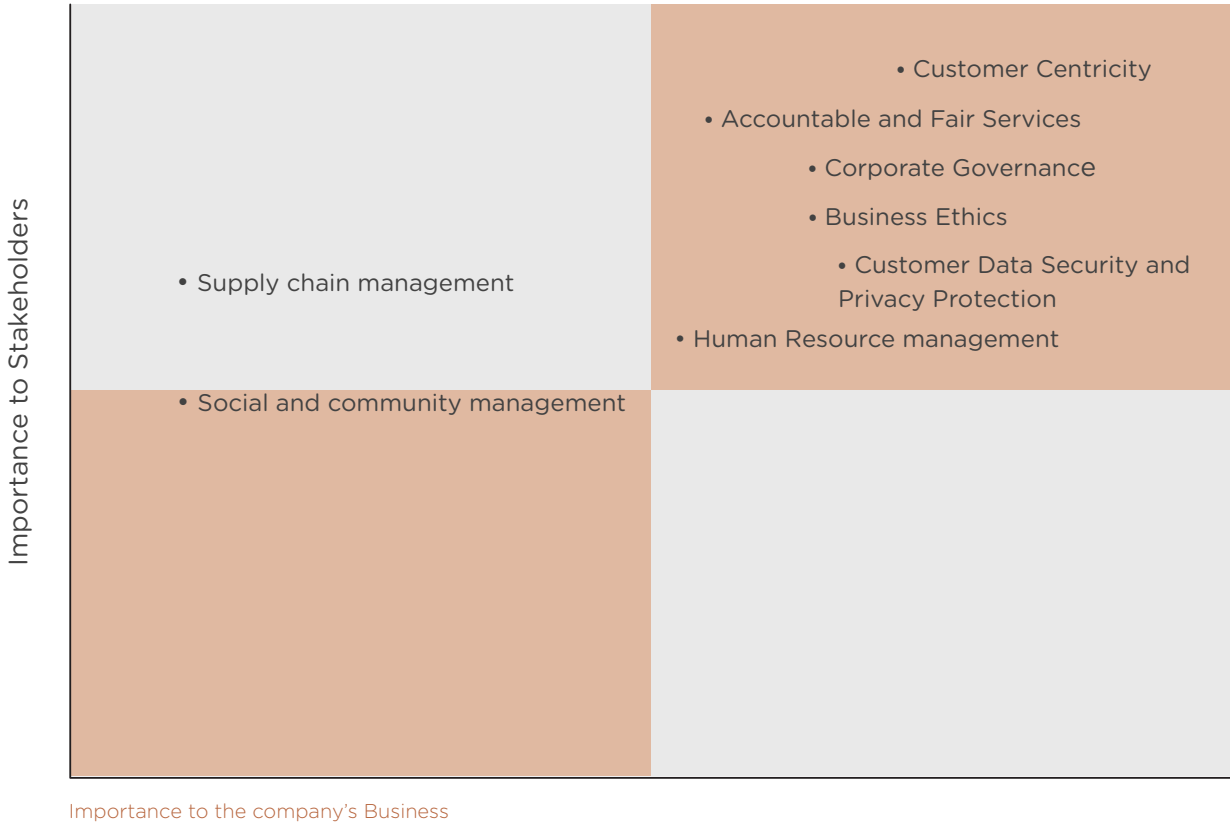 Importance to Stakeholders
• Customer Centricity
• Accountable and Fair Services
• Corporate Governance
• Business Ethics
• Customer Data Security and
Privacy Protection
• Supply chain management
• Human Resource management
• Social and community management
Importance to the company’s Business